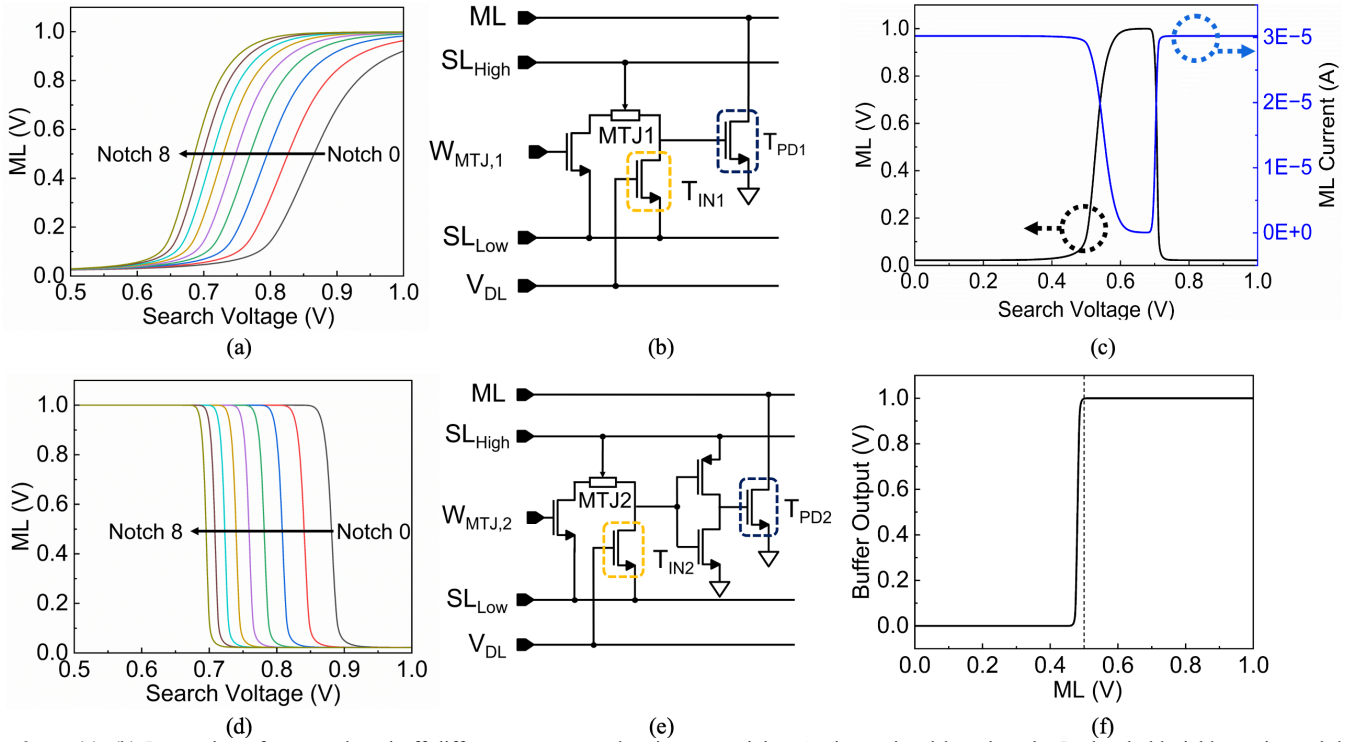 1.0
0.8
0.6
0.4
0.2
0.0
ML (V)
Notch 8
Notch 0
0.5 0.6 0.7 0.8 0.9 1.0
Search Voltage (V)
(a)
ML
SLHigh
MTJ1
WMTJ,1
TPD1
TIN1
SLLow
VDL
(b)
1.0
0.8
0.6
0.4
0.2
0.0
ML (V)
3E−5
2E−5
1E−5
0E+0
ML Current (A)
0.0 0.2 0.4 0.6 0.8 1.0
Search Voltage (V)
(c)
1.0
0.8
0.6
0.4
0.2
0.0
ML (V)
Notch 8
Notch 0
0.5 0.6 0.7 0.8 0.9 1.0
Search Voltage (V)
(d)
ML
SLHigh
MTJ2
WMTJ,2
TPD2
TIN2
SLLow
VDL
(e)
1.0
0.8
0.6
0.4
0.2
0.0
Buffer Output (V)
0.0 0.2 0.4 0.6 0.8 1.0
ML (V)
(f)